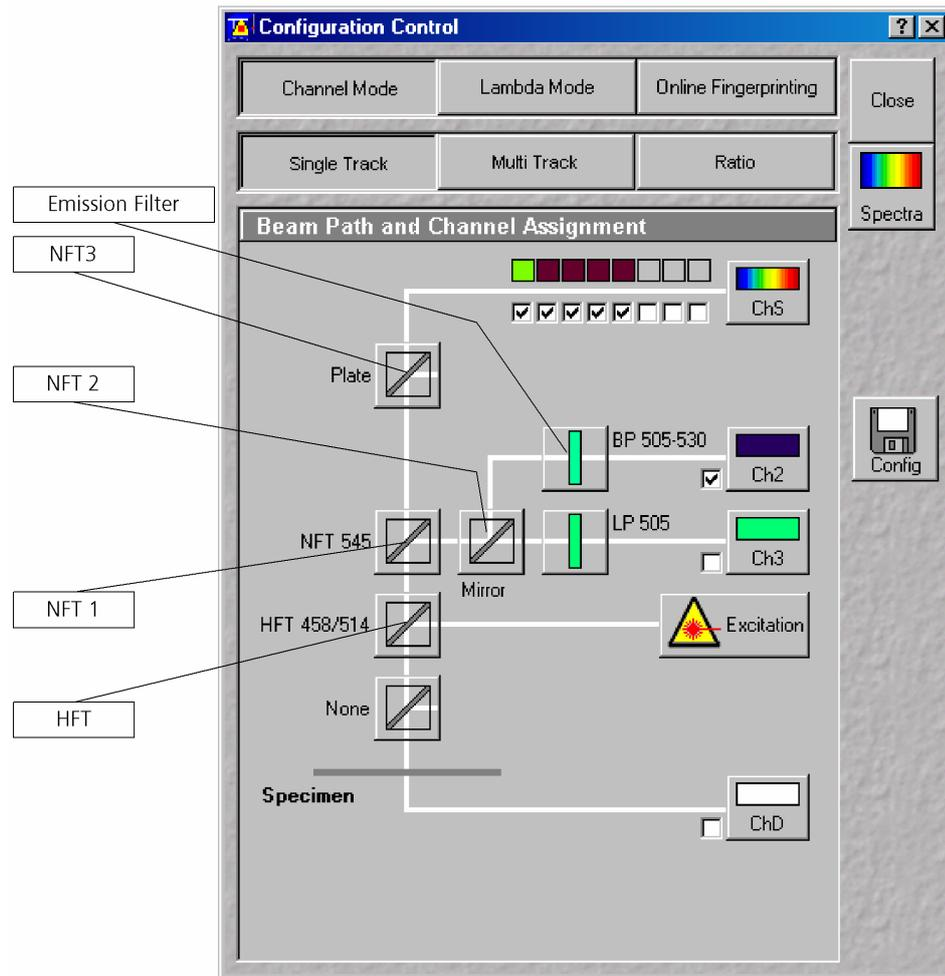 Configuration Control
Channel Mode
Lambda Mode
Online Fingerprinting
Close
Single Track
Multi Track
Ratio
Spectra
Emission Filter
Beam Path and Channel Assignment
NFT3
ChS
Plate
NFT 2
BP 505-530
Ch2
Config
LP 505
NFT 545
Ch3
Mirror
NFT 1
HFT 458/514
Excitation
None
HFT
Specimen
ChD